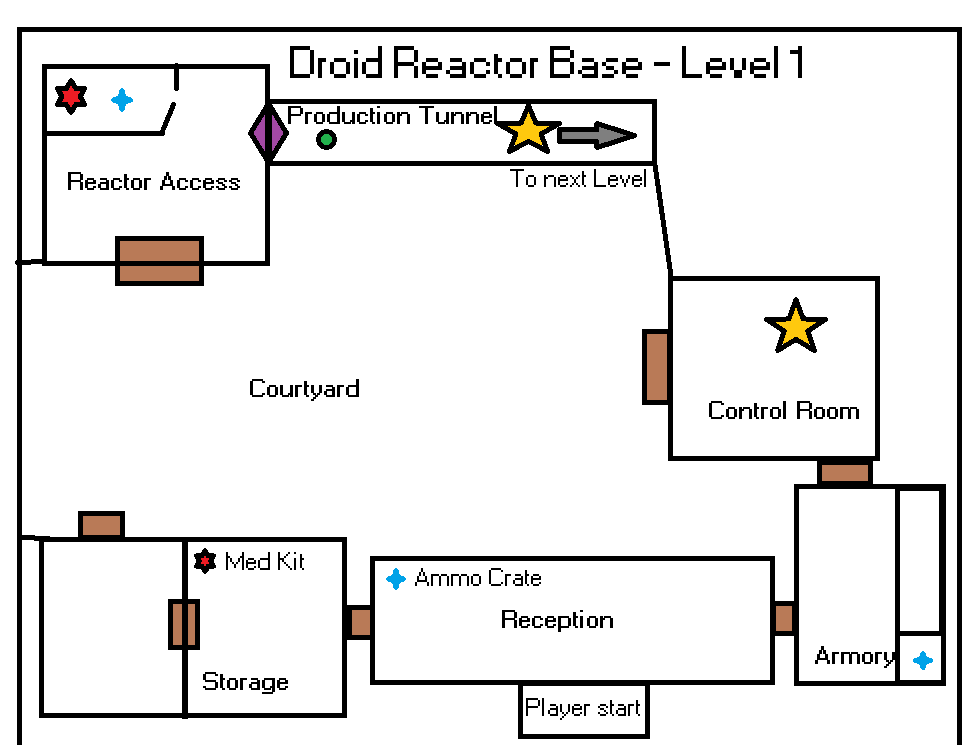 Droid Reactor Base - Level 1
Production Tunnel
To next Level
Reactor Access
Courtyard
Control Room
Med Kit
Ammo Crate
Reception
Storage
Armory
Player start